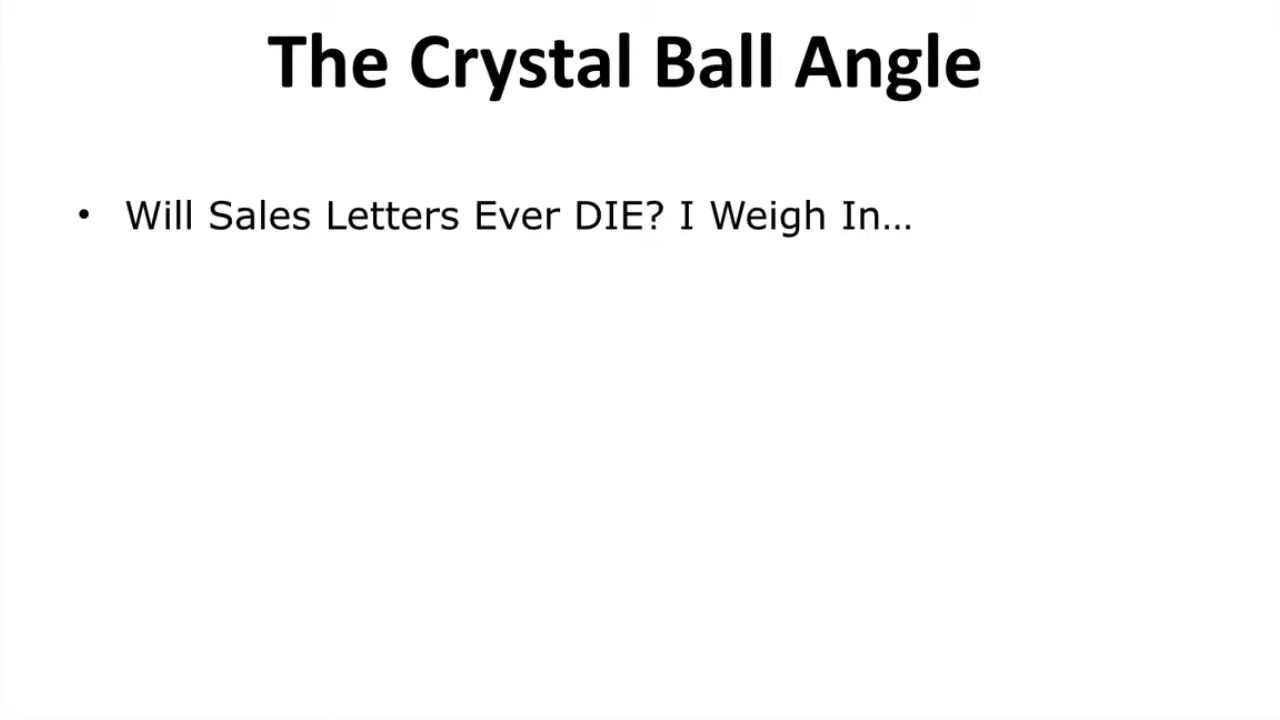 The Crystal Ball Angle
• Will Sales Letters Ever DIE? I Weigh In…